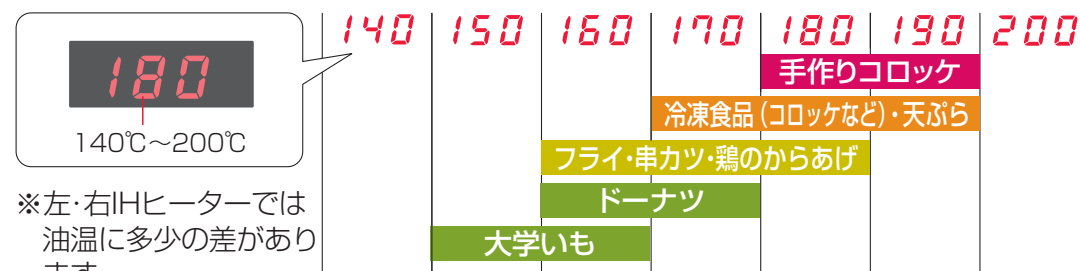 140 150 160 170 180 190 200
180
140℃～200℃
手作りコロッケ
冷凍食品(コロッケなど)・天ぷら
フライ・串カツ・鶏のからあげ
ドーナツ
大学いも
※左・右IHヒーターでは
油温に多少の差があり
ます